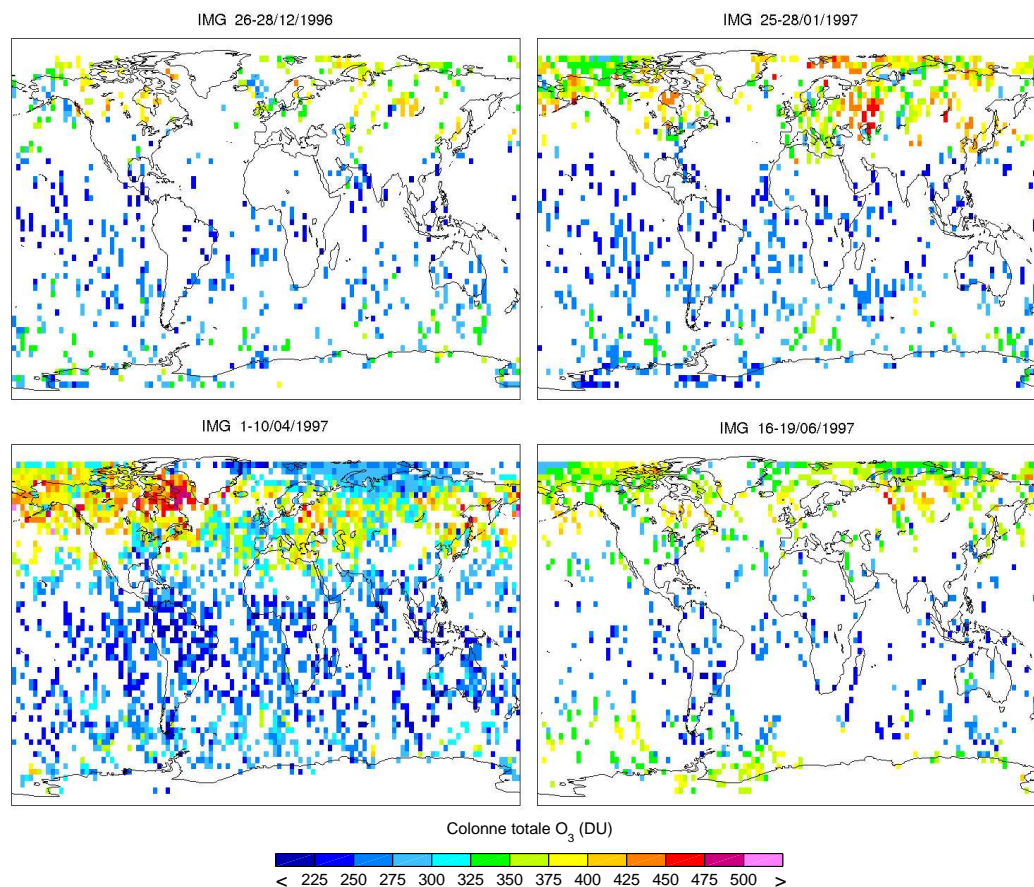 IMG 26-28/12/1996
IMG 25-28/01/1997
IMG 1-10/04/1997
IMG 16-19/06/1997
Colonne totale O3 (DU)
< 225 250 275 300 325 350 375 400 425 450 475 500 >